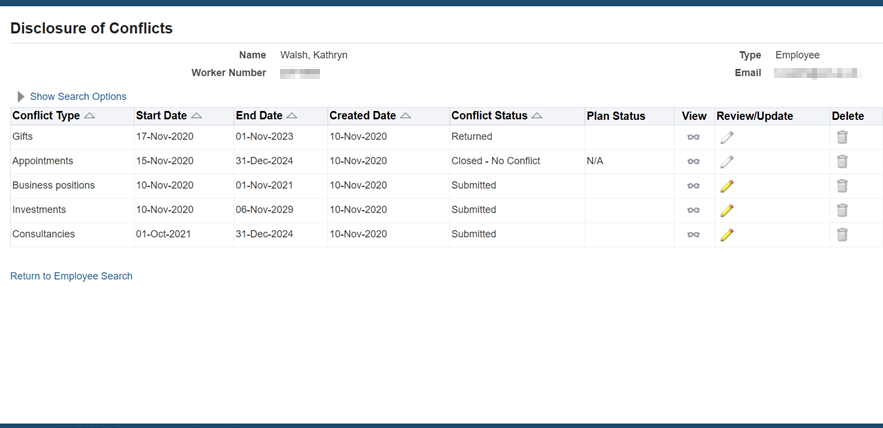 Disclosure of Conflicts
Name Walsh, Kathryn Type Employee
Worker Number Email
Show Search Options
Conflict Type Start Date End Date Created Date Conflict Status Plan Status View Review/Update Delete
Gifts 17-Nov-2020 01-Nov-2023 10-Nov-2020 Returned
Appointments 15-Nov-2020 31-Dec-2024 10-Nov-2020 Closed - No Conflict N/A
Business positions 10-Nov-2020 01-Nov-2021 10-Nov-2020 Submitted
Investments 10-Nov-2020 06-Nov-2029 10-Nov-2020 Submitted
Consultancies 01-Oct-2021 31-Dec-2024 10-Nov-2020 Submitted
Return to Employee Search